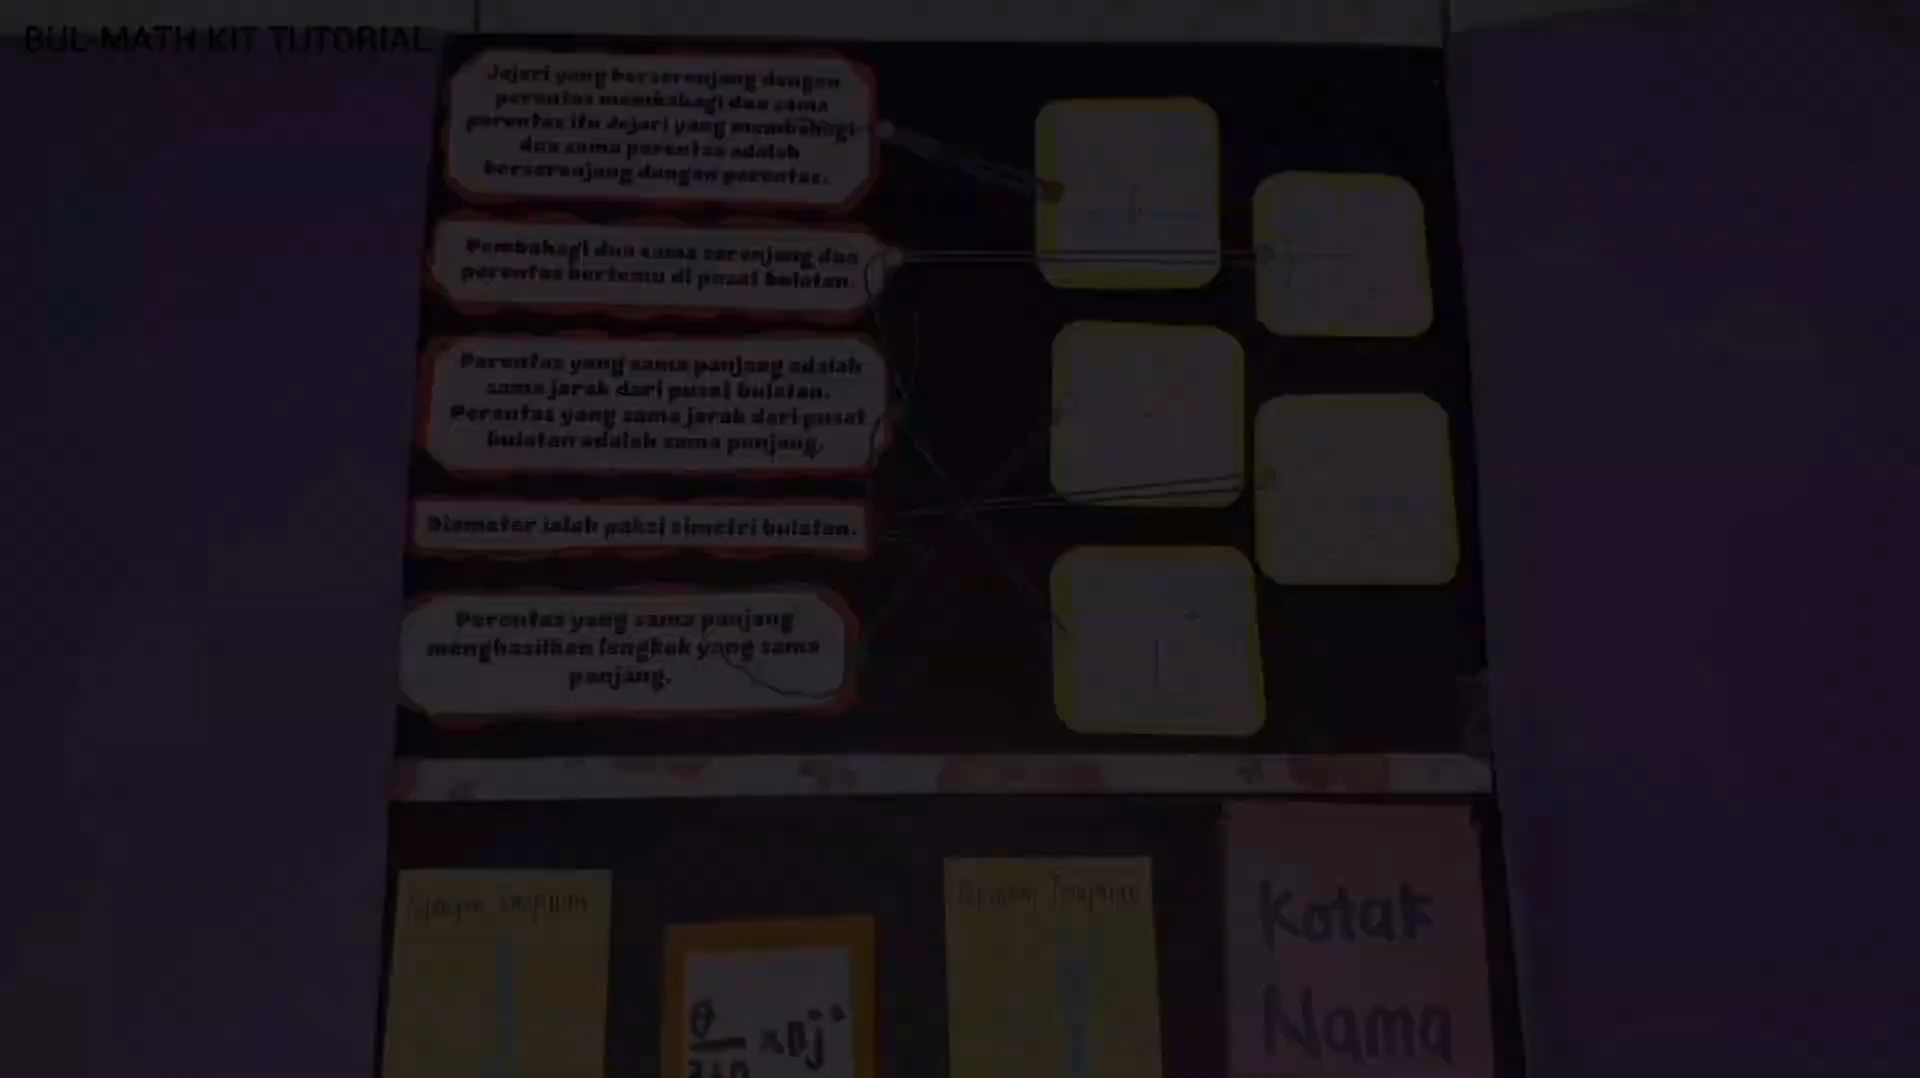 BUL-MATH KIT TUTORIAL
Jejari yang berserenjang dengan
perentas membahagi dua sama
perentas itu Jejari yang membahagi
dua sama perentas adalah
berserenjang dengan perentas.
Pembahagi dua sama serenjang dua
perentas bertemu di pusat bulatan.
Perentas yang sama panjang adalah
sama jarak dari pusat bulatan.
Perentas yang sama jarak dari pusat
bulatan adalah sama panjang.
Diameter ialah paksi simetri bulatan.
Perentas yang sama panjang
menghasilkan lengkok yang sama
panjang.
Kotak
Nama